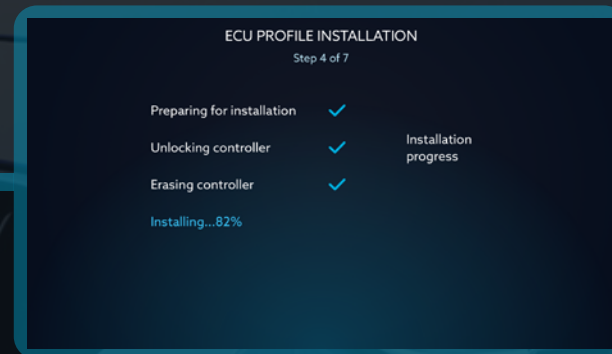 ECU PROFILE INSTALLATION
Step 4 of 7
Preparing for installation
Unlocking controller
Erasing controller
Installing...82%
Installation
progress